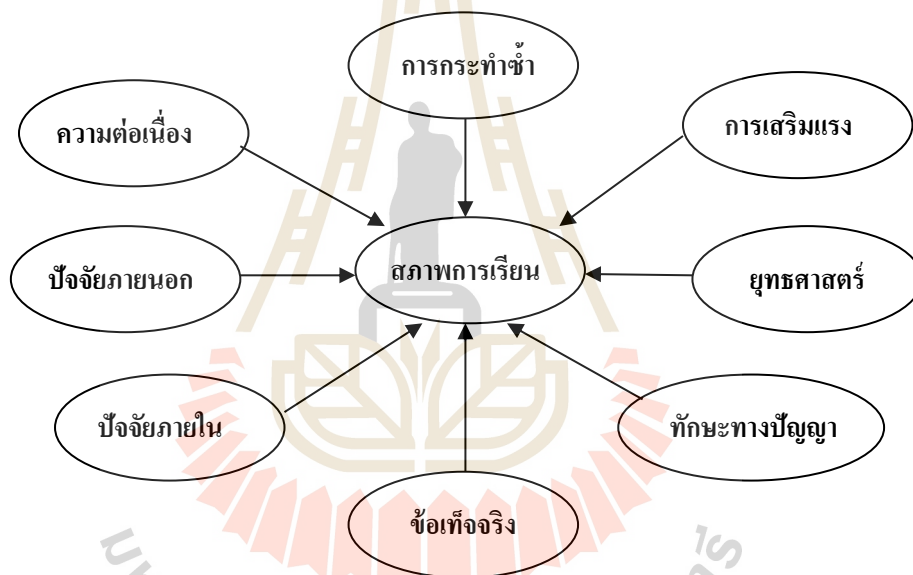 การกระทำซ้ำ
ความต่อเนื่อง
การเสริมแรง
ปัจจัยภายนอก
สภาพการเรียน
ยุทธศาสตร์
ปัจจัยภายใน
ทักษะทางปัญญา
ข้อเท็จจริง